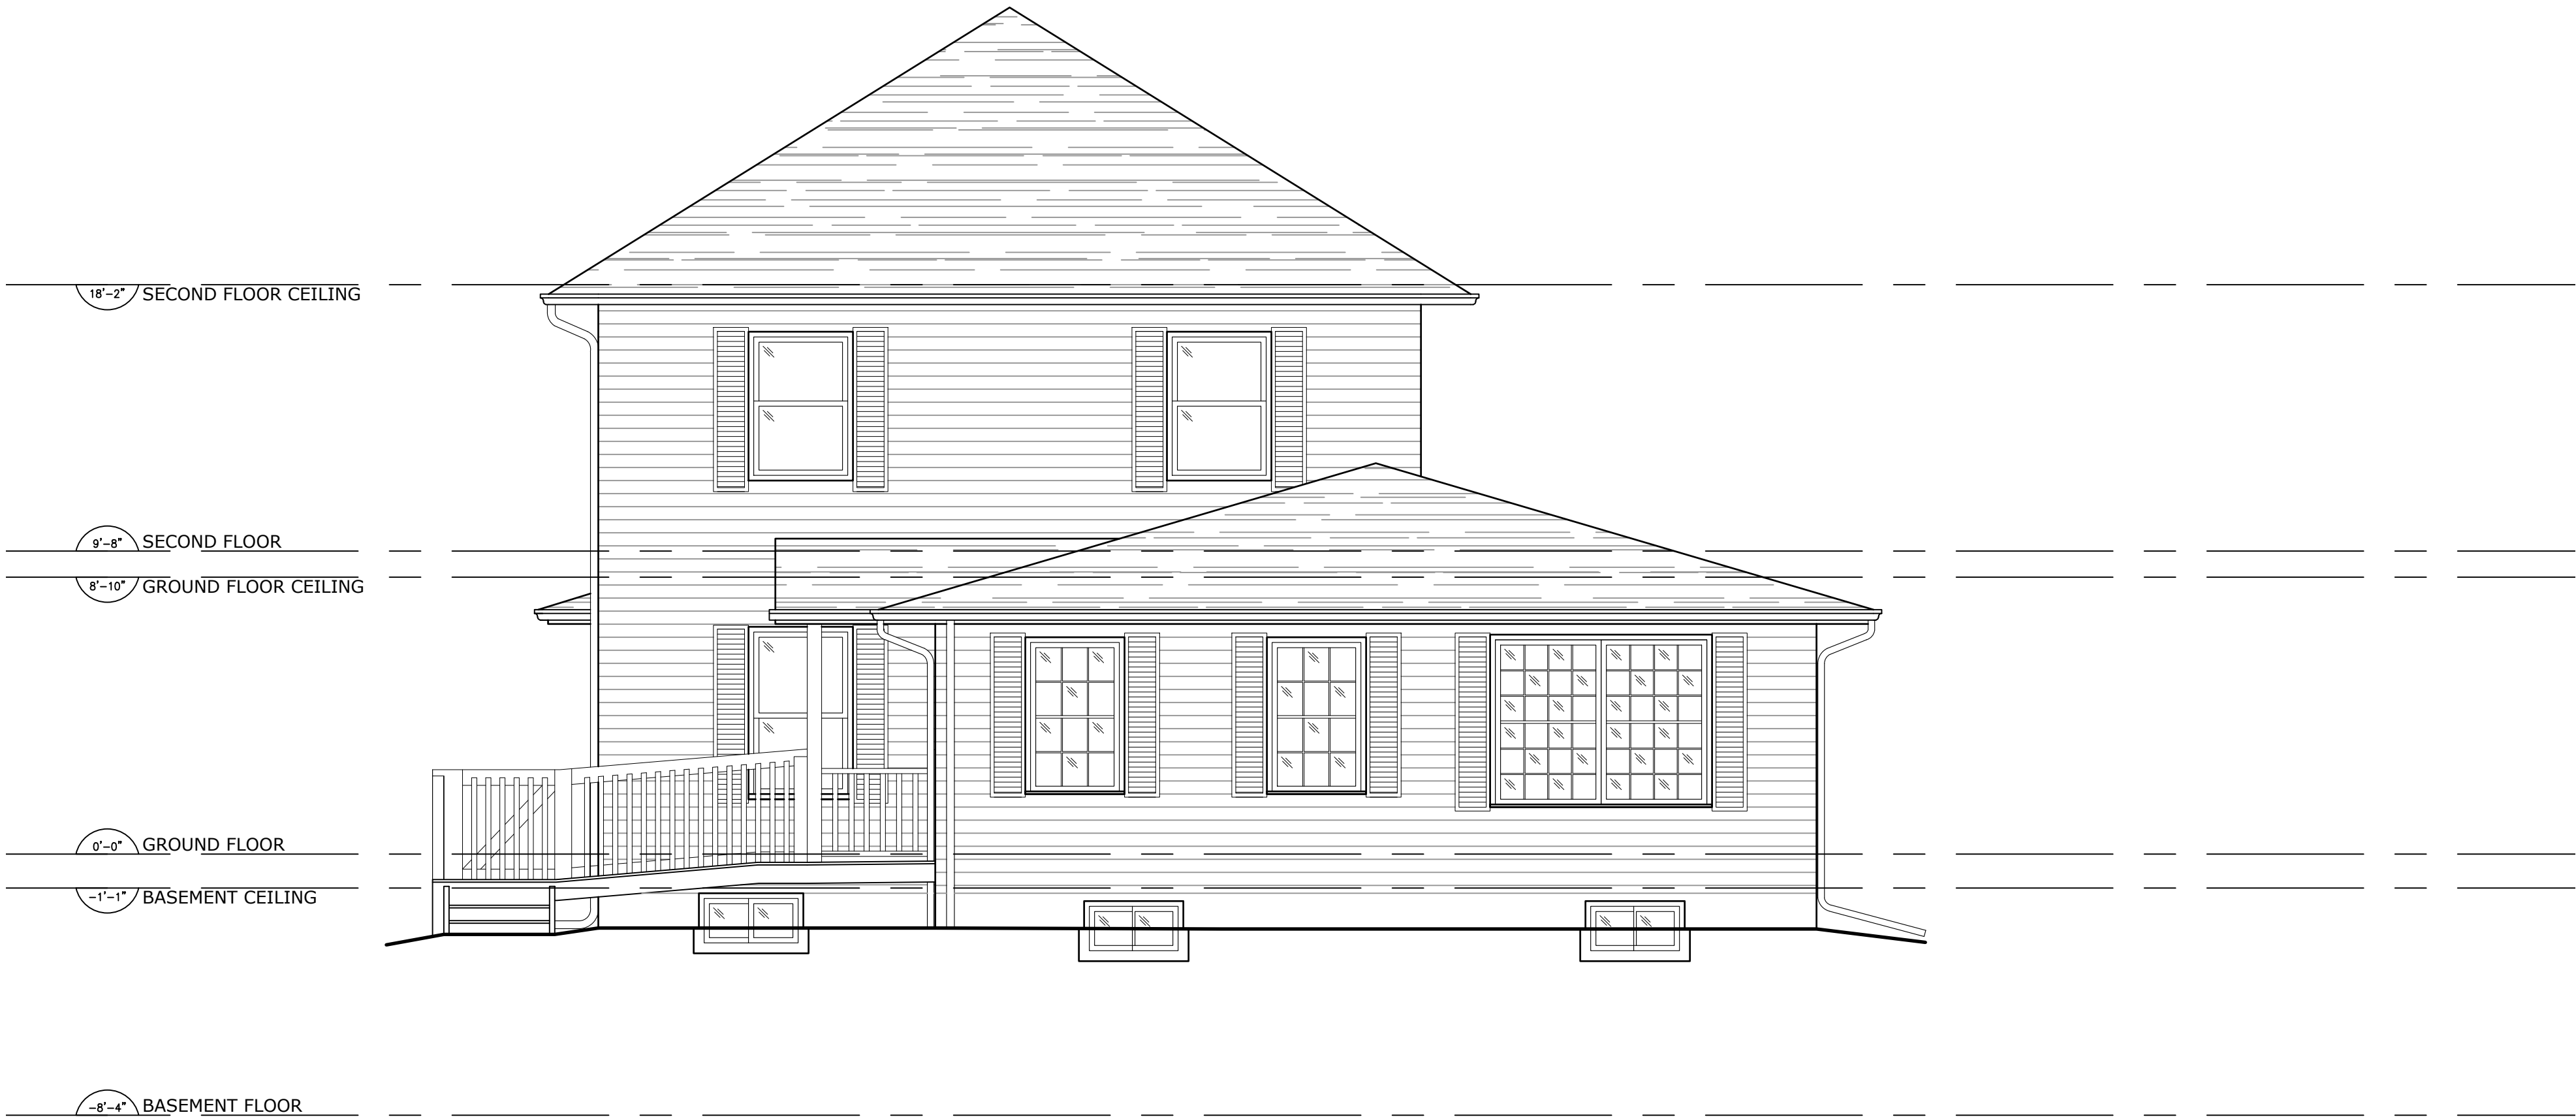 18'-2" SECOND FLOOR CEILING
9'-8" SECOND FLOOR
8'-10" GROUND FLOOR CEILING
0'-0" GROUND FLOOR
-1'-1" BASEMENT CEILING
-8'-4" BASEMENT FLOOR